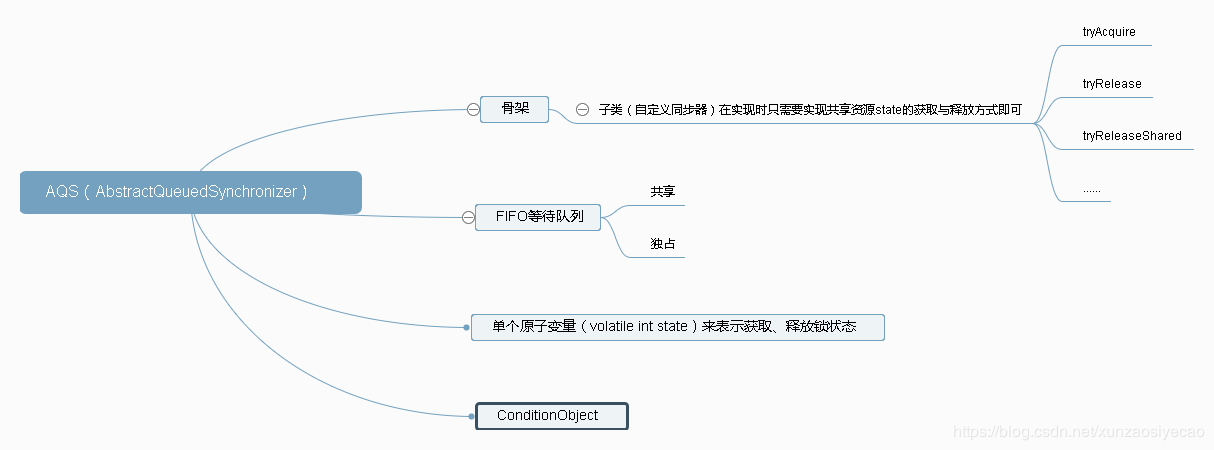 AQS（AbstractQueuedSynchronizer）
骨架
子类（自定义同步器）在实现时只需要实现共享资源state的获取与释放方式即可
tryAcquire
tryRelease
tryReleaseShared
......
FIFO等待队列
共享
独占
单个原子变量（volatile int state）来表示获取、释放锁状态
ConditionObject
https://blog.csdn.net/xunzaosiyecao